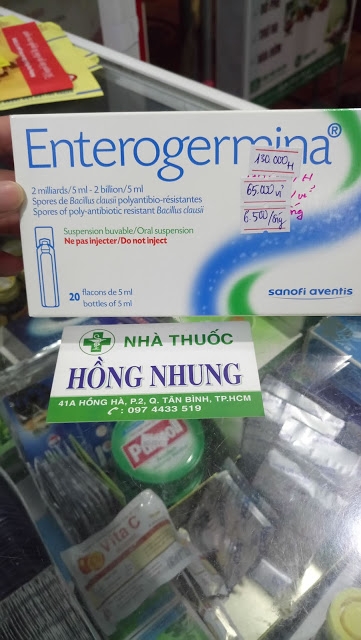 Enterogermina®
130.000H
65.000vỉ
6.500/ống
2 milliards/5 ml - 2 billion/5 ml
Spores de Bacillus clausii polyantibio-résistantes
Spores of poly-antibiotic resistant Bacillus clausii
Suspension buvable/Oral suspension
Ne pas injecter/Do not inject
20 flacons de 5 ml
bottles of 5 ml
sanofi aventis
NHÀ THUỐC
HỒNG NHUNG
41A HỒNG HÀ, P.2, Q. TÂN BÌNH, TP.HCM
: 097 4433 519
Vita C